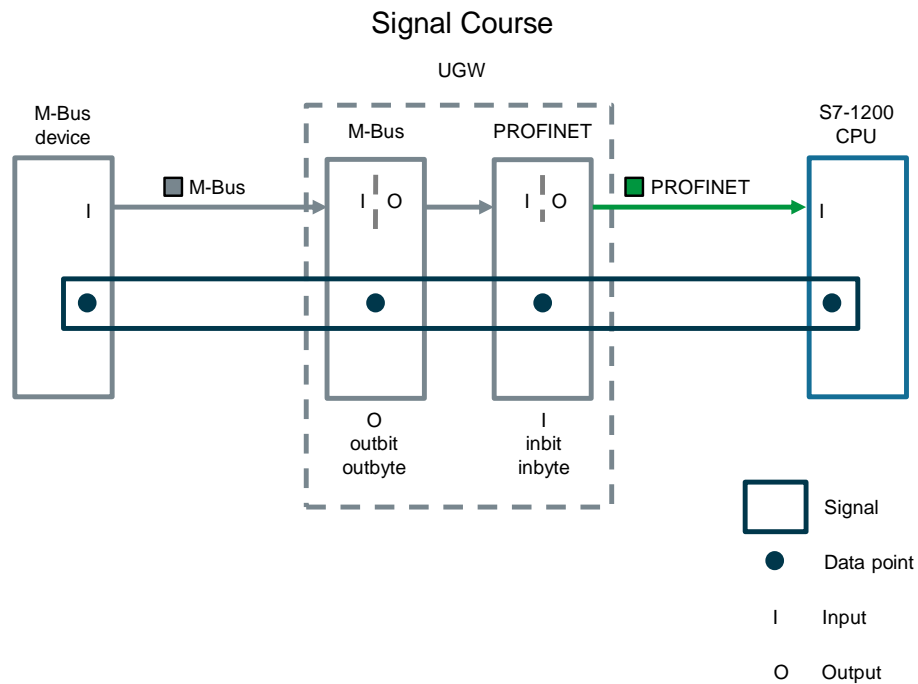 Signal Course
UGW
M-Bus
device
M-Bus
PROFINET
S7-1200
CPU
I
M-Bus
I O
I O
PROFINET
I
O
outbit
outbyte
I
inbit
inbyte
Signal
Data point
I Input
O Output